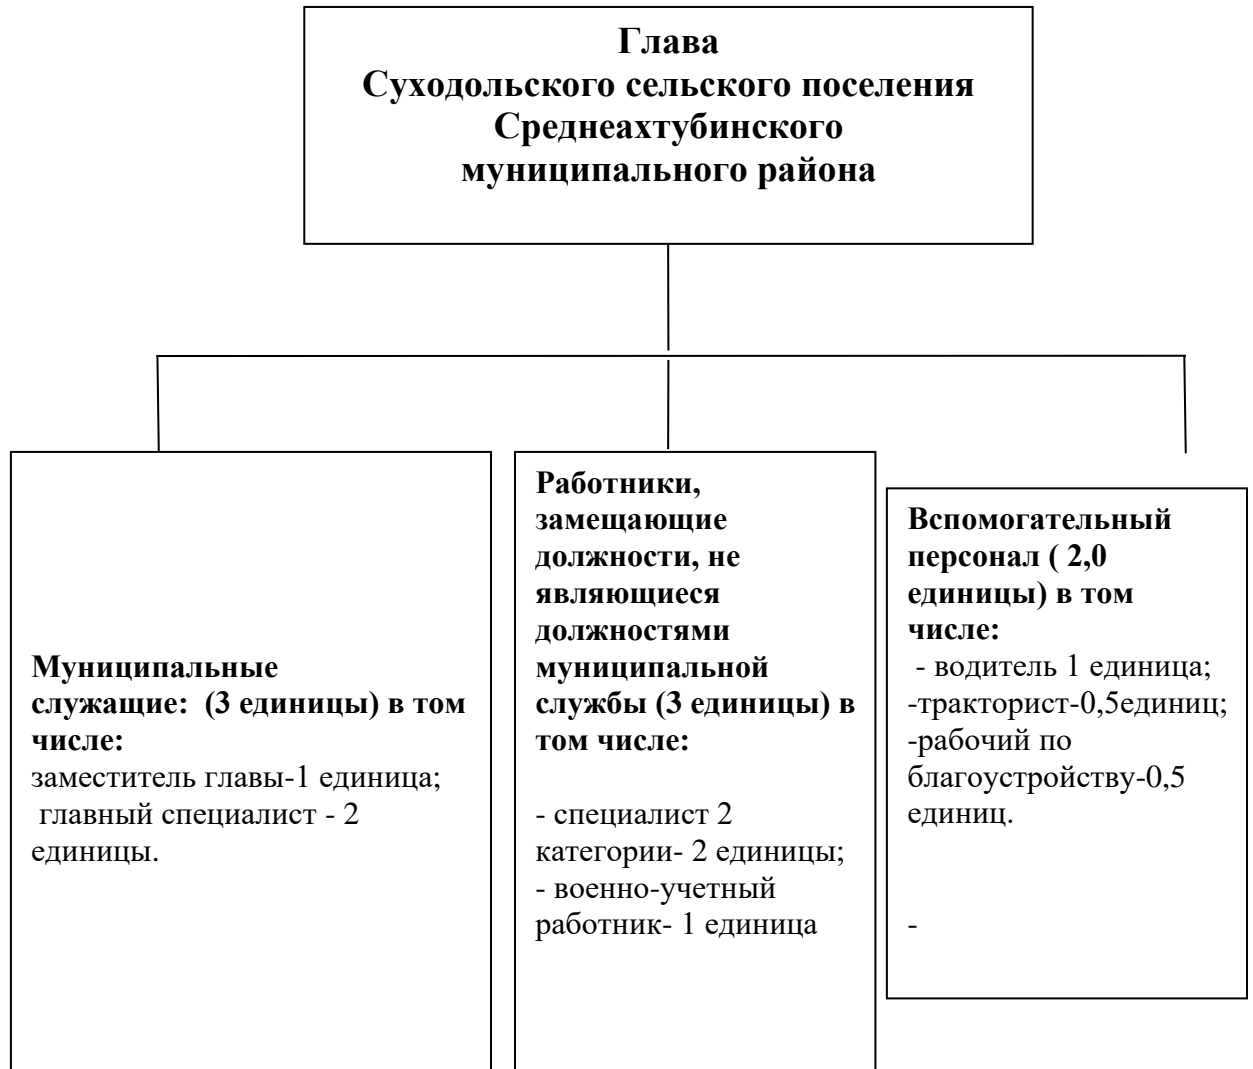 Глава
Суходольского сельского поселения
Среднеахтубинского
муниципального района
Муниципальные
служащие: (3 единицы) в том
числе:
заместитель главы-1 единица;
главный специалист - 2
единицы.
Работники,
замещающие
должности, не
являющиеся
должностями
муниципальной
службы (3 единицы) в
том числе:
- специалист 2
категории- 2 единицы;
- военно-учетный
работник- 1 единица
Вспомогательный
персонал ( 2,0
единицы) в том
числе:
- водитель 1 единица;
-тракторист-0,5единиц;
-рабочий по
благоустройству-0,5
единиц.
-